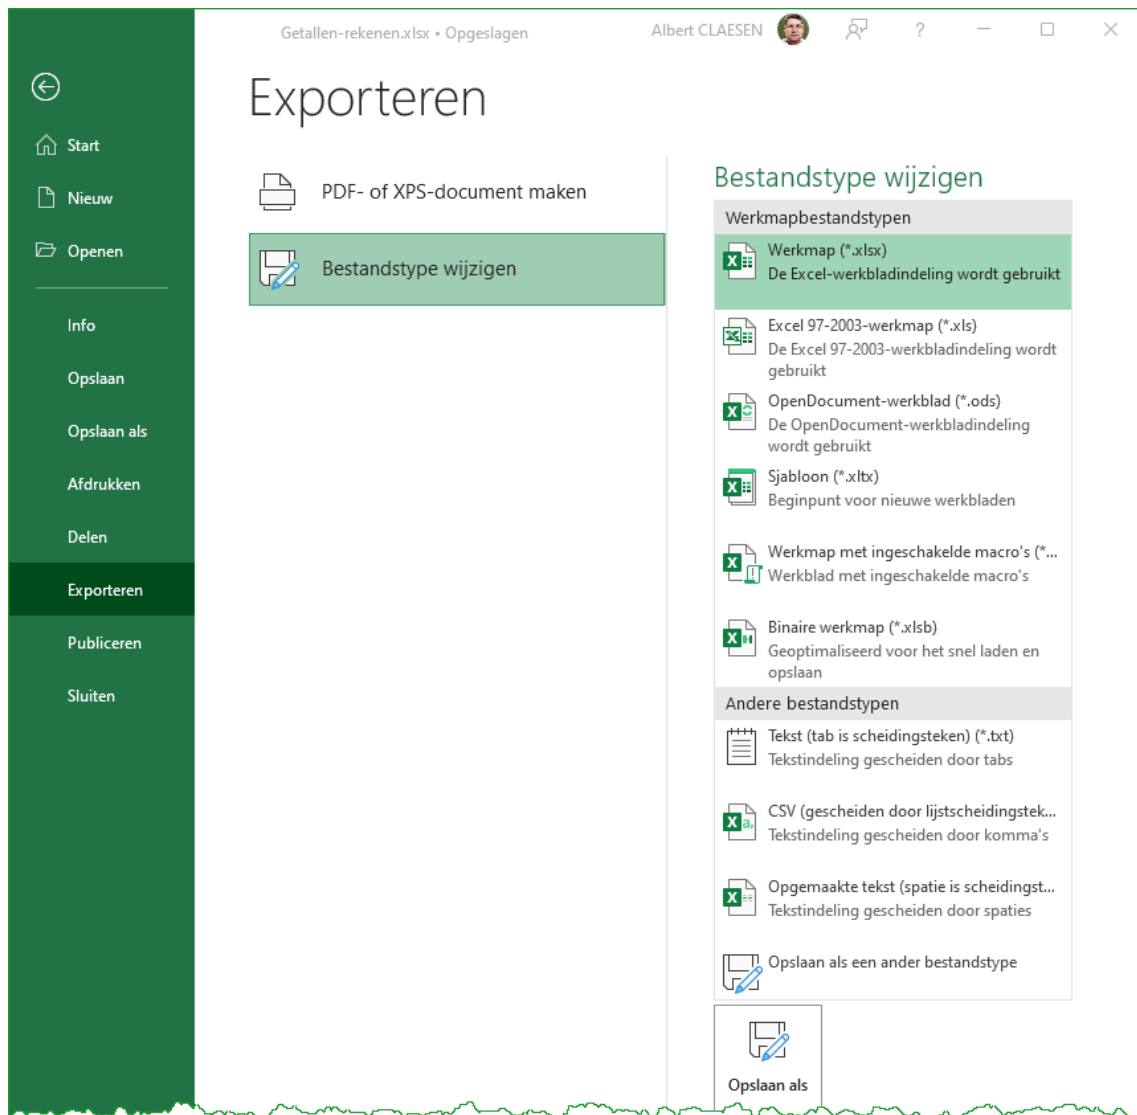 Getallen-rekenen.xlsx • Opgeslagen
Albert CLAESEN
?
Exporteren
Start
Nieuw
Openen
Info
Opslaan
Opslaan als
Afdrukken
Delen
Exporteren
Publiceren
Sluiten
PDF- of XPS-document maken
Bestandstype wijzigen
Bestandstype wijzigen
Werkmapbestandstypen
Werkmap (*.xlsx)
De Excel-werkbladindeling wordt gebruikt
Excel 97-2003-werkmap (*.xls)
De Excel 97-2003-werkbladindeling wordt
gebruikt
OpenDocument-werkblad (*.ods)
De OpenDocument-werkbladindeling
wordt gebruikt
Sjabloon (*.xltx)
Beginpunt voor nieuwe werkbladen
Werkmap met ingeschakelde macro's (*...
Werkblad met ingeschakelde macro's
Binaire werkmap (*.xlsb)
Geoptimaliseerd voor het snel laden en
opslaan
Andere bestandstypen
Tekst (tab is scheidingsteken) (*.txt)
Tekstindeling gescheiden door tabs
CSV (gescheiden door lijstscheidingstek...
Tekstindeling gescheiden door komma's
Opgemaakte tekst (spatie is scheidingst...
Tekstindeling gescheiden door spaties
Opslaan als een ander bestandstype
Opslaan als